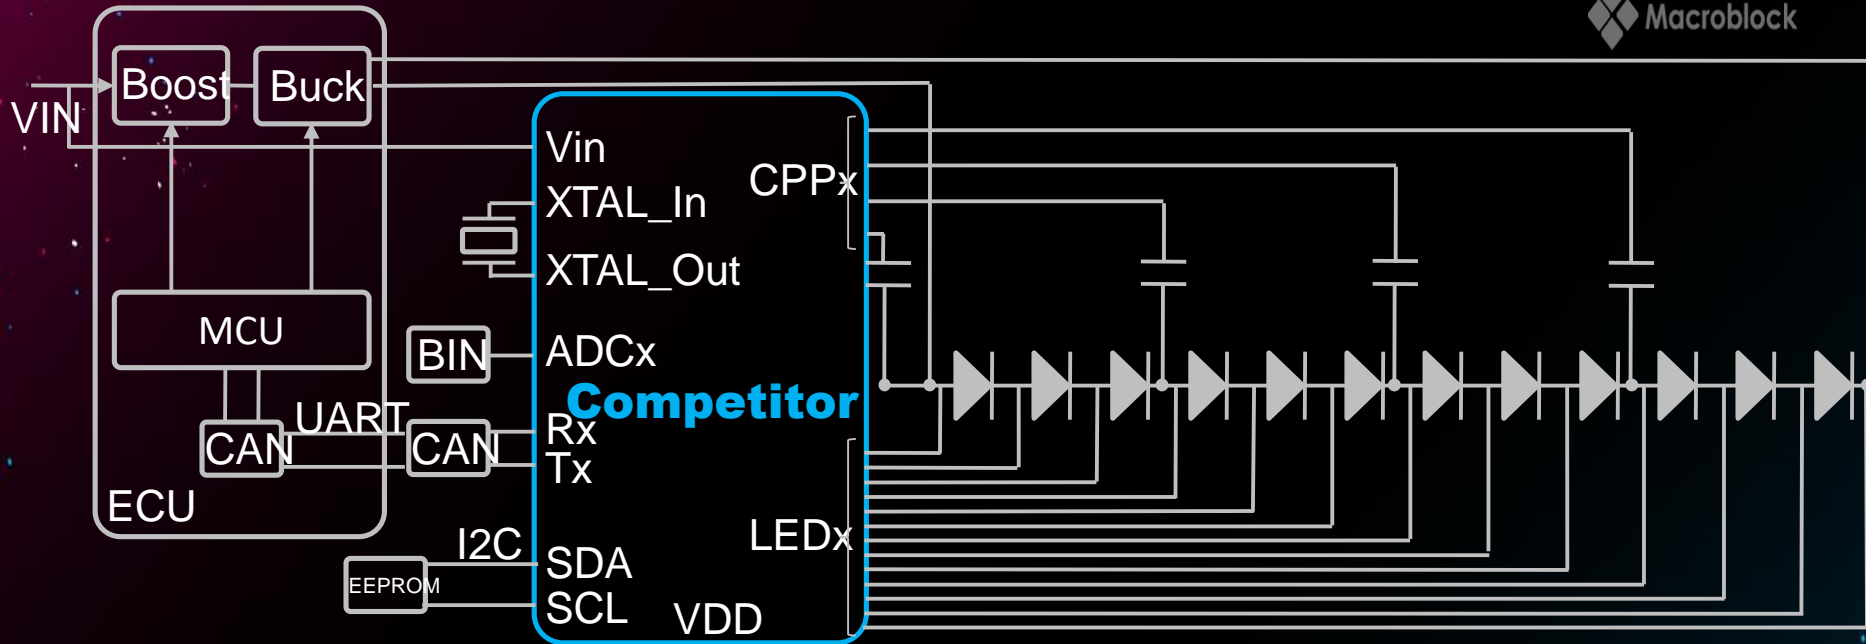 Macroblock
Boost
Buck
VIN
Vin
CPPx
XTAL_In
XTAL_Out
MCU
BIN
ADCx
Competitor
UART
Rx
CAN
CAN
Tx
ECU
I2C
LEDx
SDA
EEPROM
SCL
VDD